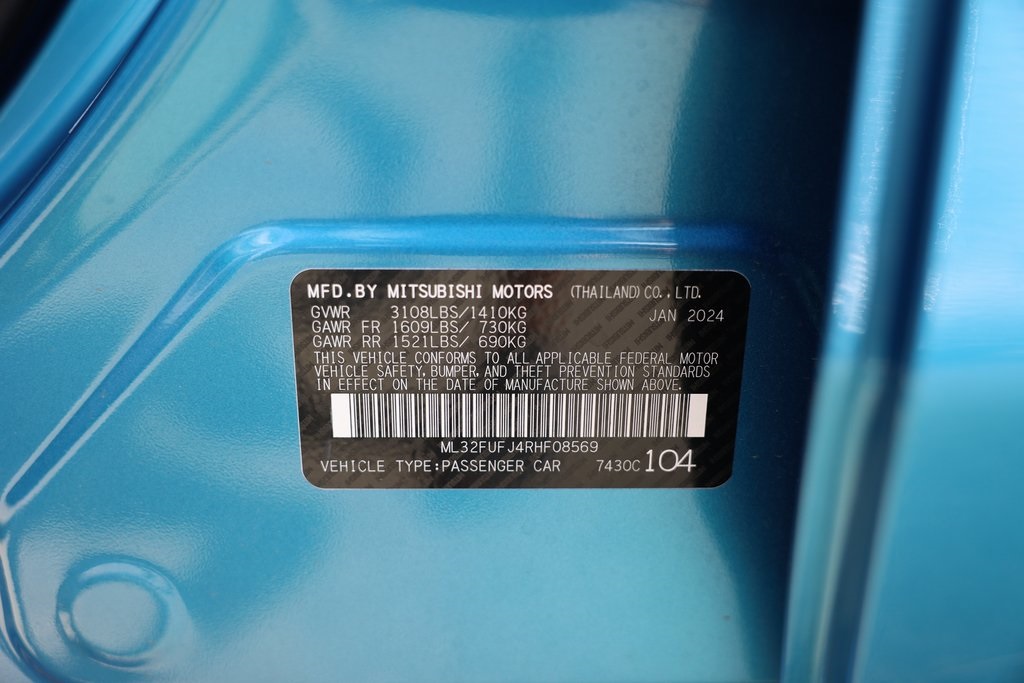 MFD.BY MITSUBISHI MOTORS (THAILAND)CO.,LTD.
GVWR 3108LBS/1410KG JAN 2024
GAWR FR 1609LBS/ 730KG
GAWR RR 1521LBS/ 690KG
THIS VEHICLE CONFORMS TO ALL APPLICABLE FEDERAL MOTOR
VEHICLE SAFETY, BUMPER, AND THEFT PREVENTION STANDARDS
IN EFFECT ON THE DATE OF MANUFACTURE SHOWN ABOVE.
ML32FUFJ4RHF08569
VEHICLE TYPE:PASSENGER CAR 7430C 104